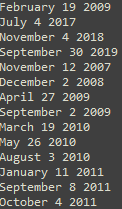 February 19 2009
July 4 2017
November 4 2018
September 30 2019
November 12 2007
December 2 2008
April 27 2009
September 2 2009
March 19 2010
May 26 2010
August 3 2010
January 11 2011
September 8 2011
October 4 2011